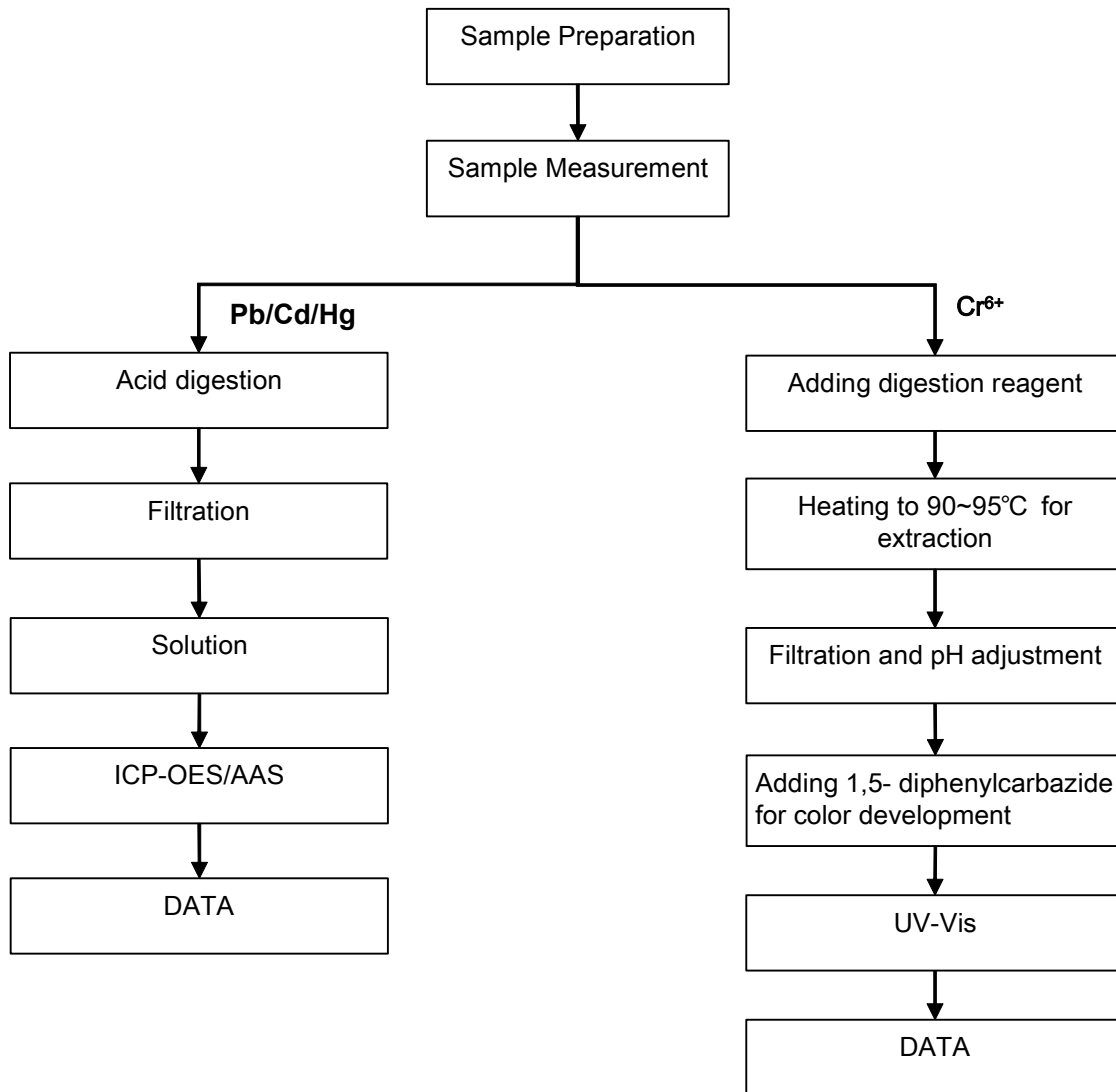 Sample Preparation
Sample Measurement
Pb/Cd/Hg
Acid digestion
Filtration
Solution
ICP-OES/AAS
DATA
Cr⁶⁺
Adding digestion reagent
Heating to 90~95℃ for
extraction
Filtration and pH adjustment
Adding 1,5- diphenylcarbazide
for color development
UV-Vis
DATA